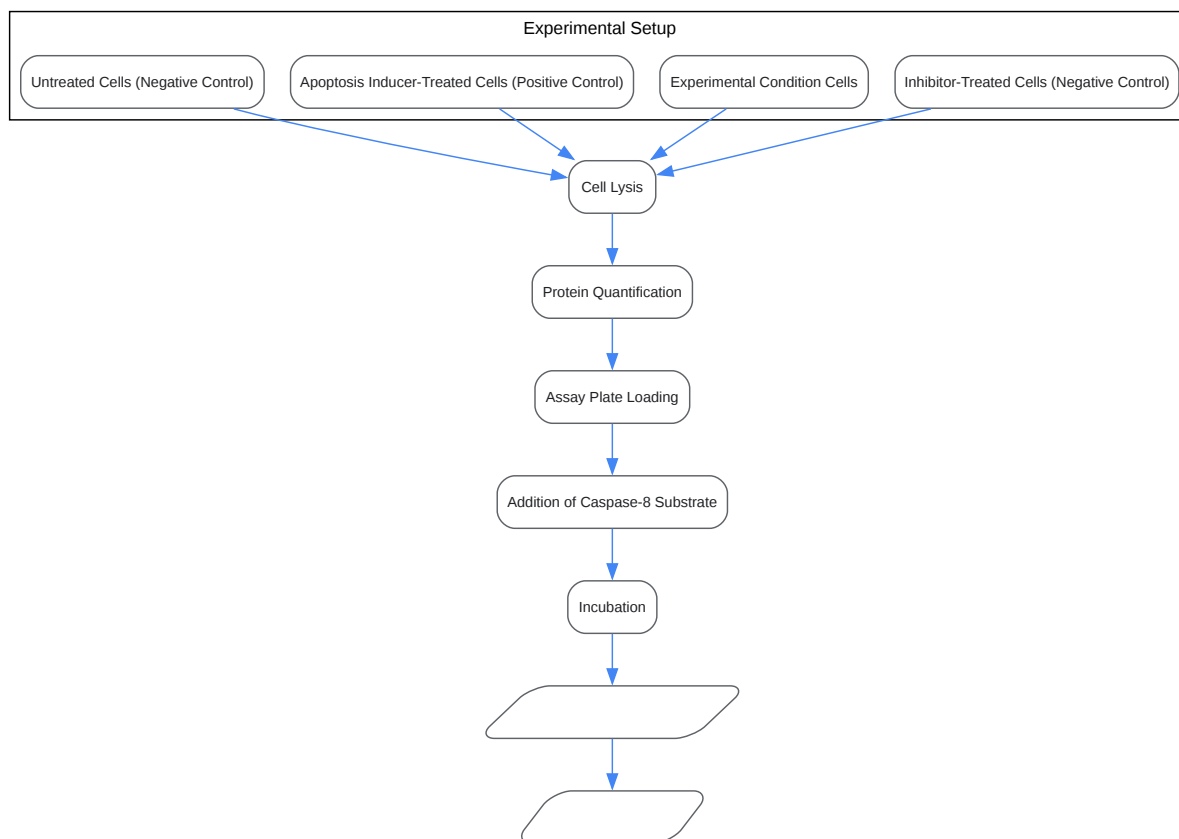 Experimental Setup
Untreated Cells (Negative Control)
Apoptosis Inducer-Treated Cells (Positive Control)
Experimental Condition Cells
Inhibitor-Treated Cells (Negative Control)
Cell Lysis
Protein Quantification
Assay Plate Loading
Addition of Caspase-8 Substrate
Incubation